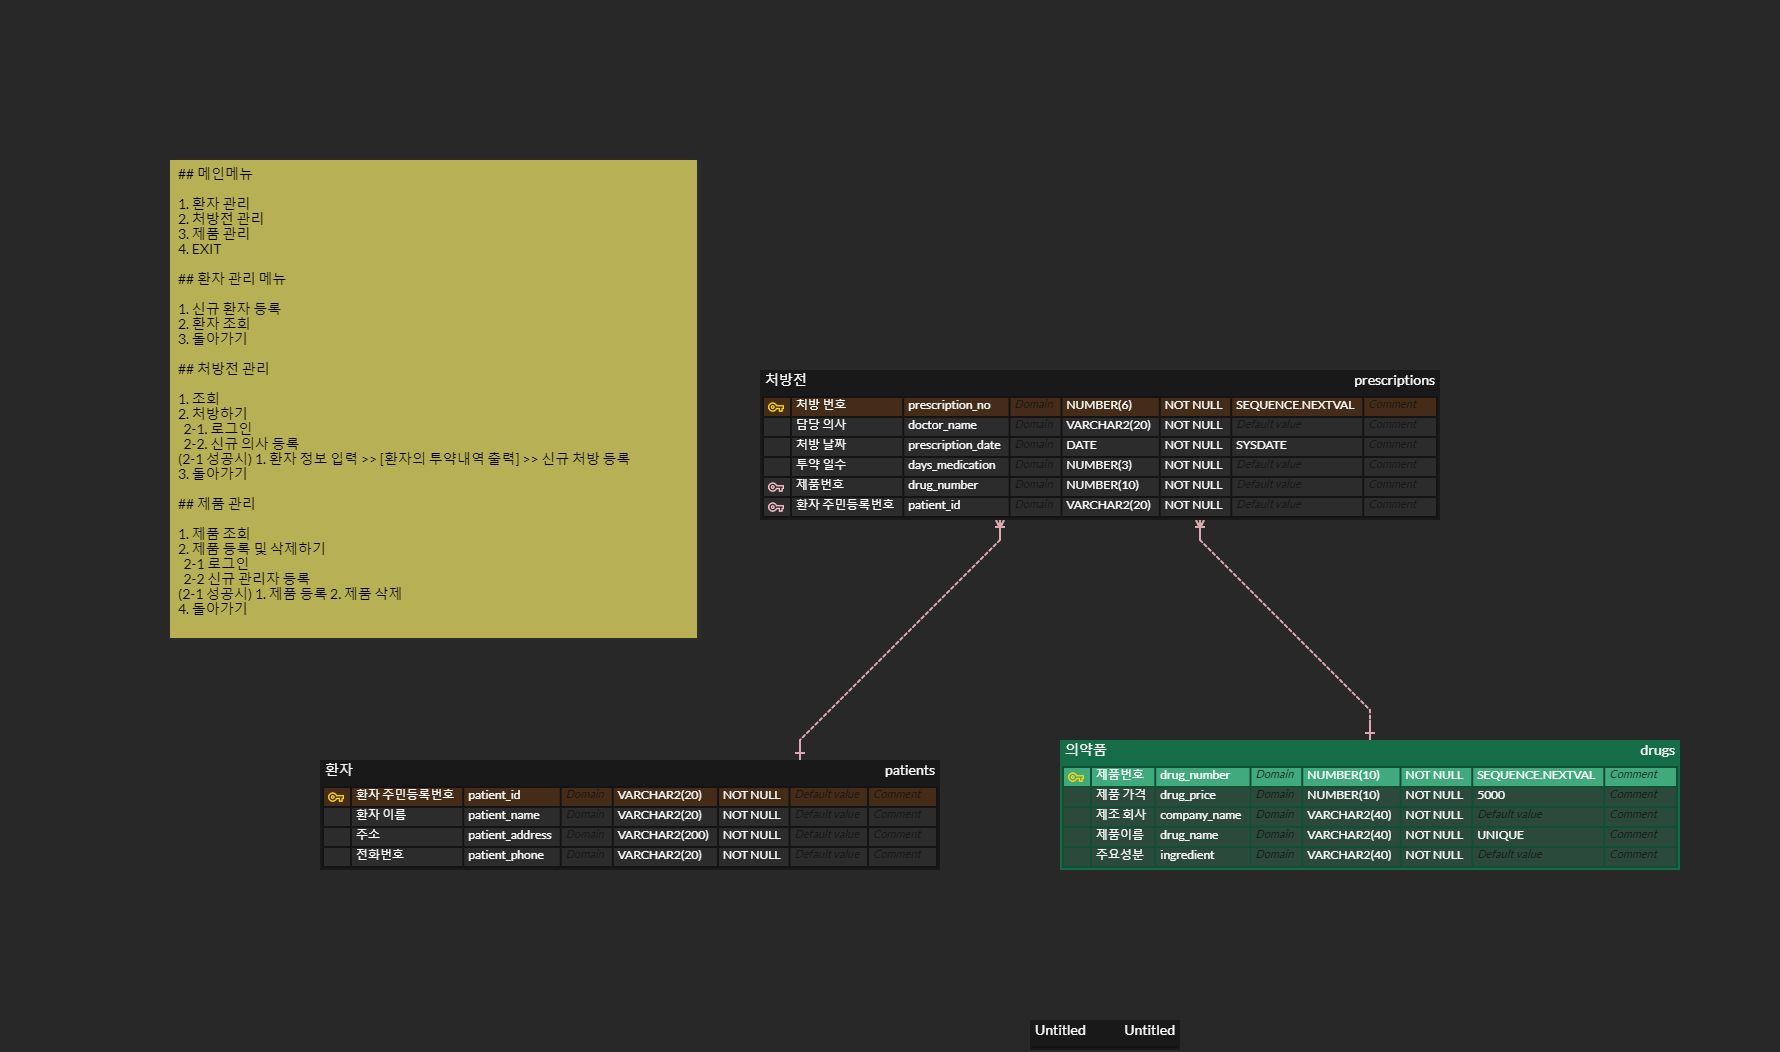 ## 메인메뉴
1. 환자 관리
2. 처방전 관리
3. 제품 관리
4. EXIT
## 환자 관리 메뉴
1. 신규 환자 등록
2. 환자 조회
3. 돌아가기
## 처방전 관리
1. 조회
2. 처방하기
2-1. 로그인
2-2. 신규 의사 등록
(2-1 성공시) 1. 환자 정보 입력 >> [환자의 투약내역 출력] >> 신규 처방 등록
3. 돌아가기
## 제품 관리
1. 제품 조회
2. 제품 등록 및 삭제하기
2-1 로그인
2-2 신규 관리자 등록
(2-1 성공시) 1. 제품 등록 2. 제품 삭제
4. 돌아가기
처방전 prescriptions
처방 번호 prescription_no Domain NUMBER(6) NOT NULL SEQUENCE.NEXTVAL Comment
담당 의사 doctor_name Domain VARCHAR2(20) NOT NULL Default value Comment
처방 날짜 prescription_date Domain DATE NOT NULL SYSDATE Comment
투약 일수 days_medication Domain NUMBER(3) NOT NULL Default value Comment
제품번호 drug_number Domain NUMBER(10) NOT NULL Default value Comment
환자 주민등록번호 patient_id Domain VARCHAR2(20) NOT NULL Default value Comment
환자 patients
환자 주민등록번호 patient_id Domain VARCHAR2(20) NOT NULL Default value Comment
환자 이름 patient_name Domain VARCHAR2(20) NOT NULL Default value Comment
주소 patient_address Domain VARCHAR2(200) NOT NULL Default value Comment
전화번호 patient_phone Domain VARCHAR2(20) NOT NULL Default value Comment
의약품 drugs
제품번호 drug_number Domain NUMBER(10) NOT NULL SEQUENCE.NEXTVAL Comment
제품 가격 drug_price Domain NUMBER(10) NOT NULL 5000 Comment
제조 회사 company_name Domain VARCHAR2(40) NOT NULL Default value Comment
제품이름 drug_name Domain VARCHAR2(40) NOT NULL UNIQUE Comment
주요성분 ingredient Domain VARCHAR2(40) NOT NULL Default value Comment
Untitled Untitled